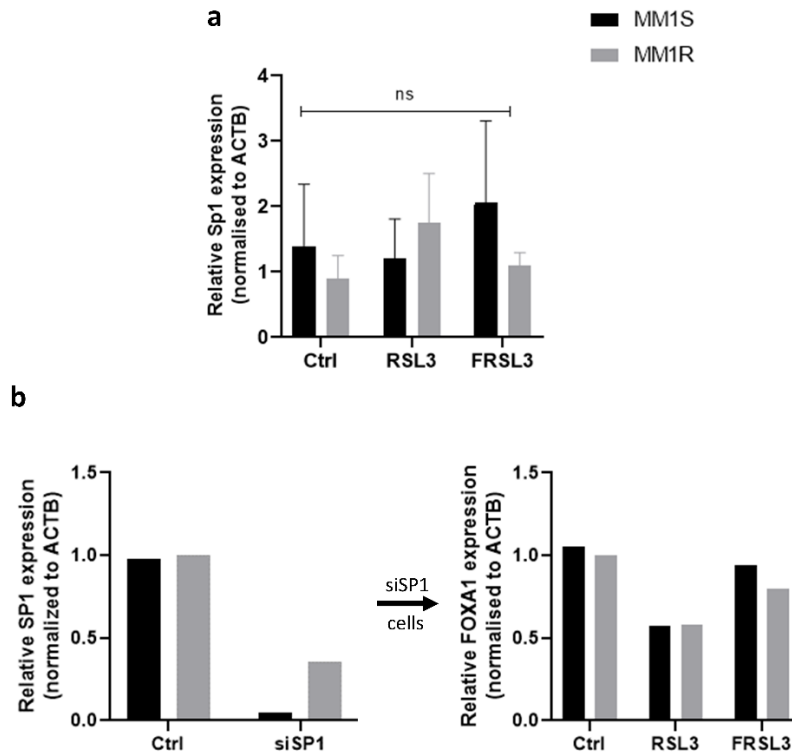 a
MM1S
MM1R
Relative Sp1 expression
(normalised to ACTB)
4
3
2
1
0
ns
Ctrl
RSL3
FRSL3
b
Relative SP1 expression
(normalized to ACTB)
1.5
1.0
0.5
0.0
Ctrl
siSP1
siSP1
cells
Relative FOXA1 expression
(normalised to ACTB)
1.5
1.0
0.5
0.0
Ctrl
RSL3
FRSL3